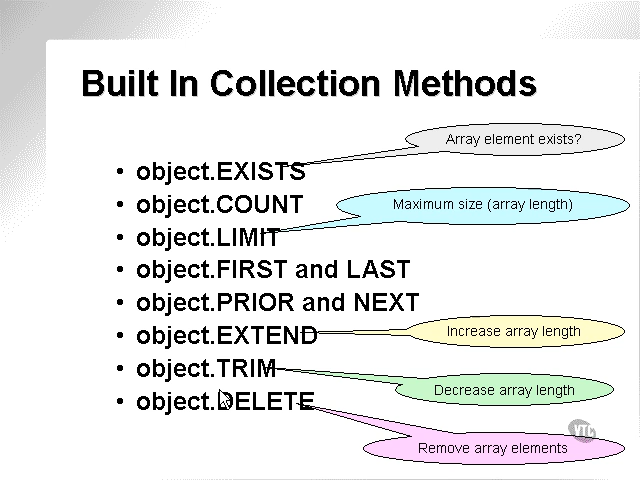 Built In Collection Methods
Array element exists?
• object.EXISTS
• object.COUNT
Maximum size (array length)
• object.LIMIT
• object.FIRST and LAST
• object.PRIOR and NEXT
• object.EXTEND
Increase array length
• object.TRIM
Decrease array length
• object.DELETE
VTC
Remove array elements